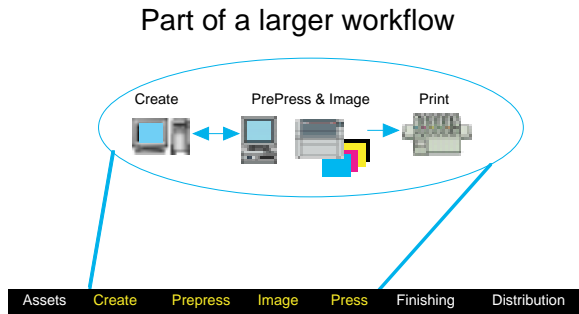 Part of a larger workflow
Create PrePress & Image Print
Assets Create Prepress Image Press Finishing Distribution